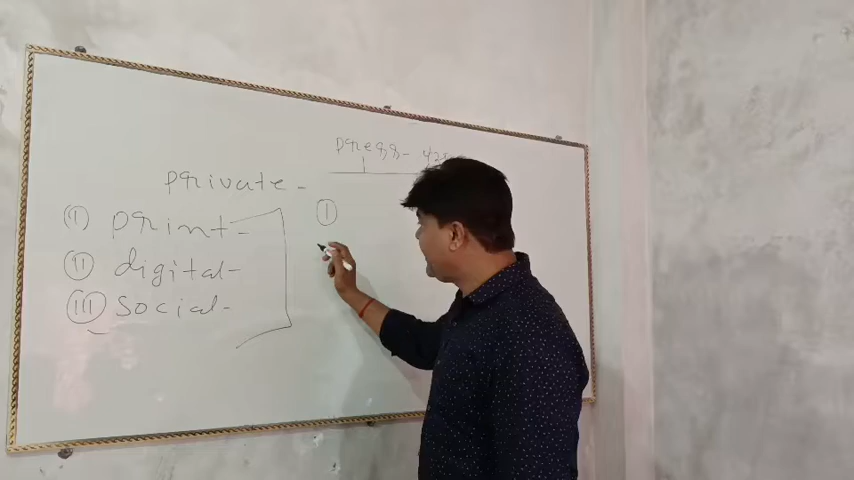 press-
private -
(I) print -
(II) digital -
(III) social -
(I)